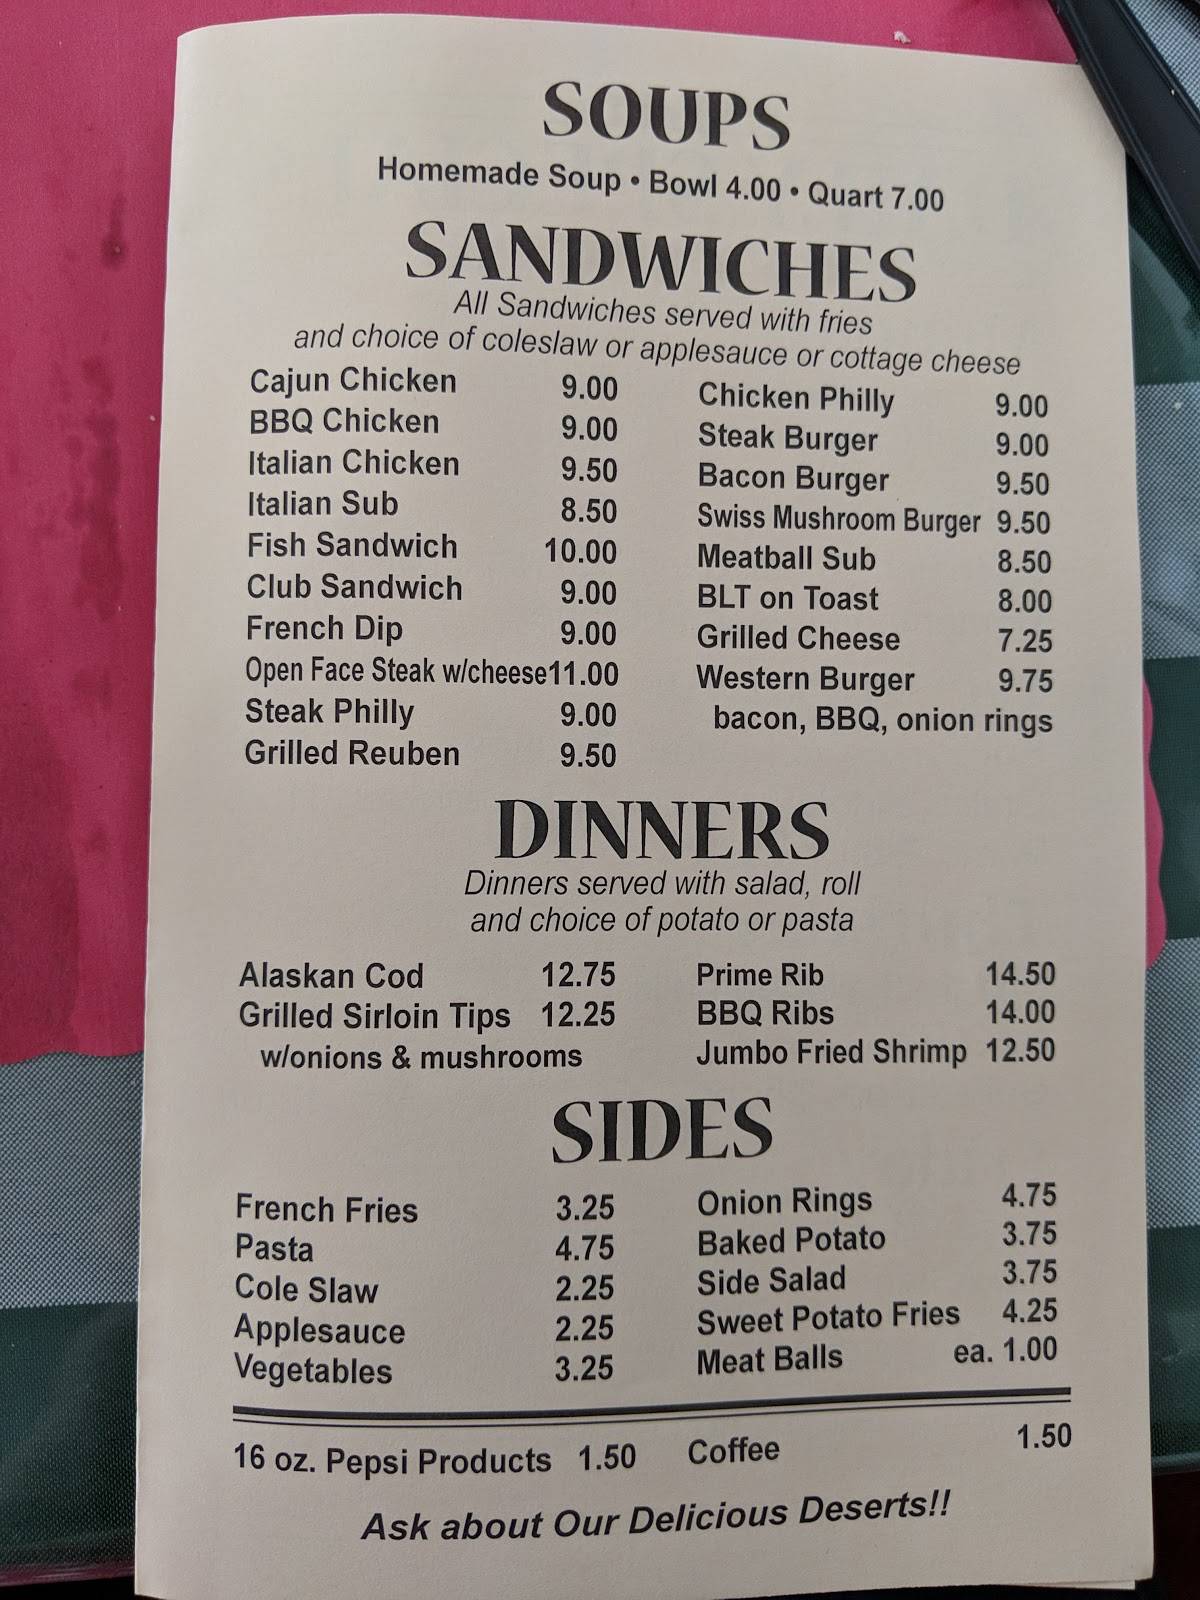 SOUPS
Homemade Soup • Bowl 4.00 • Quart 7.00
SANDWICHES
All Sandwiches served with fries
and choice of coleslaw or applesauce or cottage cheese
Cajun Chicken 9.00
BBQ Chicken 9.00
Italian Chicken 9.50
Italian Sub 8.50
Fish Sandwich 10.00
Club Sandwich 9.00
French Dip 9.00
Open Face Steak w/cheese 11.00
Steak Philly 9.00
Grilled Reuben 9.50
Chicken Philly 9.00
Steak Burger 9.00
Bacon Burger 9.50
Swiss Mushroom Burger 9.50
Meatball Sub 8.50
BLT on Toast 8.00
Grilled Cheese 7.25
Western Burger 9.75
bacon, BBQ, onion rings
DINNERS
Dinners served with salad, roll
and choice of potato or pasta
Alaskan Cod 12.75
Grilled Sirloin Tips 12.25
w/onions & mushrooms
Prime Rib 14.50
BBQ Ribs 14.00
Jumbo Fried Shrimp 12.50
SIDES
French Fries 3.25
Pasta 4.75
Cole Slaw 2.25
Applesauce 2.25
Vegetables 3.25
Onion Rings 4.75
Baked Potato 3.75
Side Salad 3.75
Sweet Potato Fries 4.25
Meat Balls ea. 1.00
16 oz. Pepsi Products 1.50
Coffee 1.50
Ask about Our Delicious Deserts!!